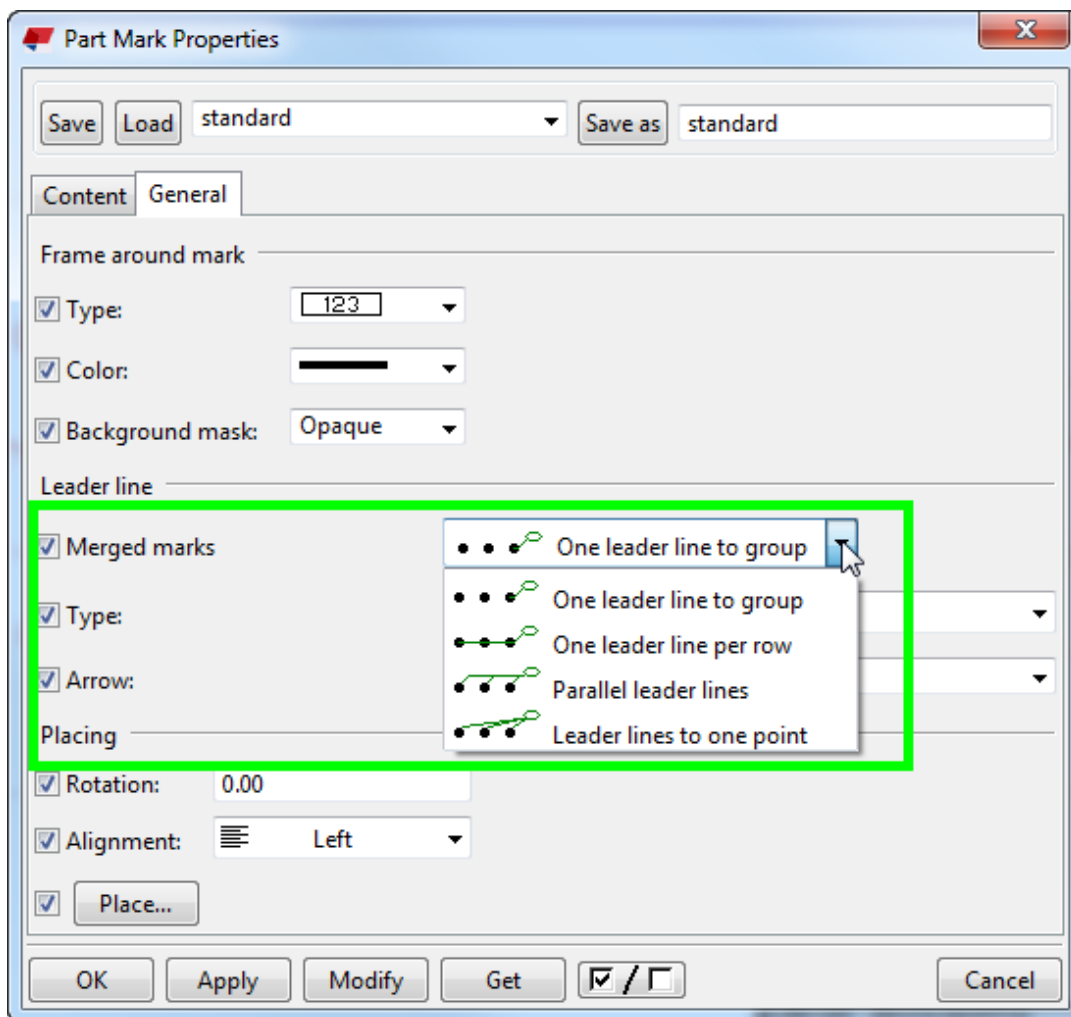 Part Mark Properties
Save Load standard Save as standard
Content General
Frame around mark
Type: 123
Color:
Background mask: Opaque
Leader line
Merged marks One leader line to group
One leader line to group
Type:
One leader line per row
Arrow: Parallel leader lines
Placing Leader lines to one point
Rotation: 0.00
Alignment: Left
Place...
OK Apply Modify Get / Cancel